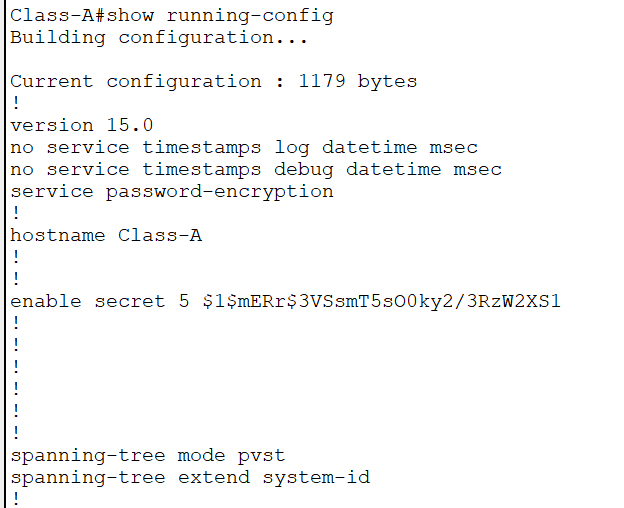 Class-A#show running-config
Building configuration...
Current configuration : 1179 bytes
!
version 15.0
no service timestamps log datetime msec
no service timestamps debug datetime msec
service password-encryption
!
hostname Class-A
!
!
enable secret 5 $1$mERr$3VSsmT5sO0ky2/3RzW2XS1
!
!
!
!
!
!
spanning-tree mode pvst
spanning-tree extend system-id
!